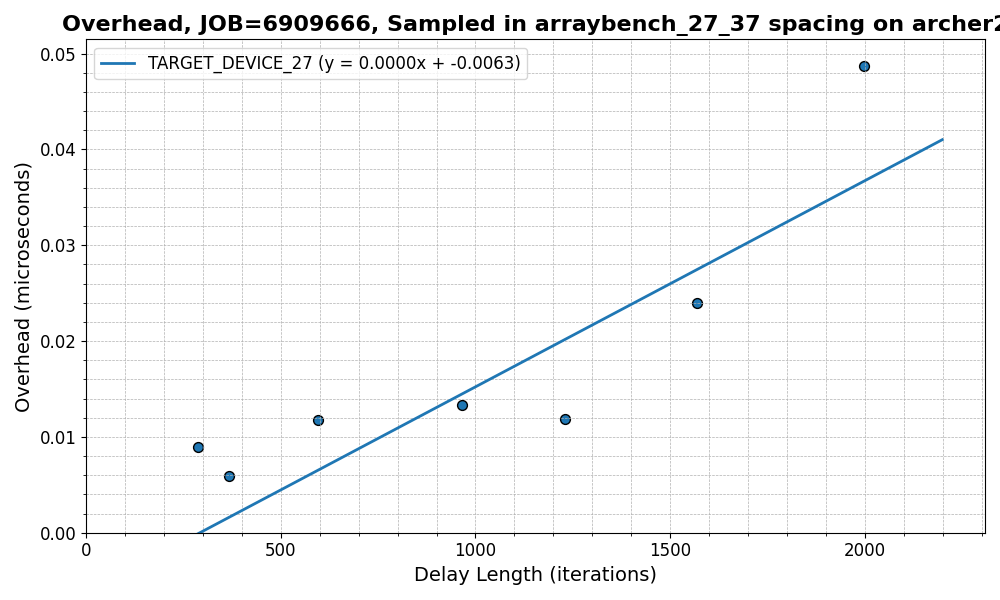 Overhead, JOB=6909666, Sampled in arraybench_27_37 spacing on archer2
TARGET_DEVICE_27 (y = 0.0000x + -0.0063)
Overhead (microseconds)
0.05
0.04
0.03
0.02
0.01
0.00
0 500 1000 1500 2000
Delay Length (iterations)